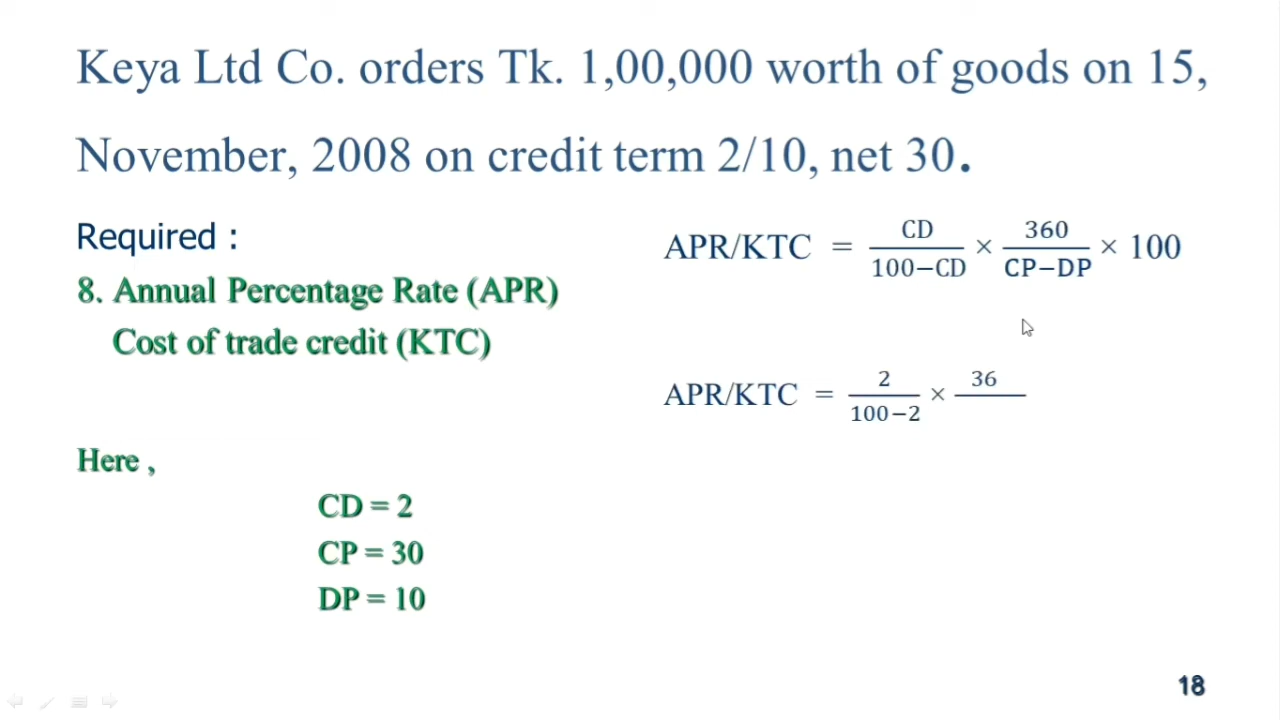 Keya Ltd Co. orders Tk. 1,00,000 worth of goods on 15,
November, 2008 on credit term 2/10, net 30.
Required :
8. Annual Percentage Rate (APR)
Cost of trade credit (KTC)
Here ,
CD = 2
CP = 30
DP = 10
APR/KTC = CD/100−CD × 360/CP−DP × 100
APR/KTC = 2/100−2 × 36
18